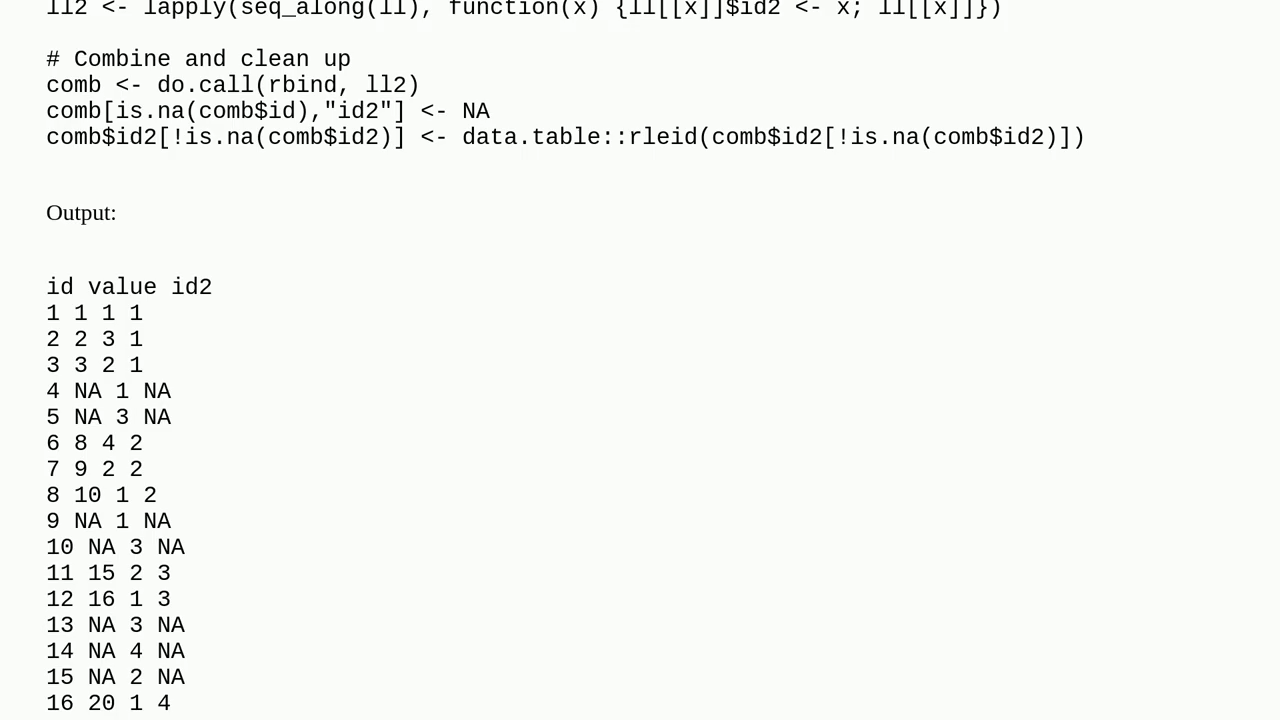 ll2 <- lapply(seq_along(ll), function(x) {ll[[x]]$id2 <- x; ll[[x]]})
# Combine and clean up
comb <- do.call(rbind, ll2)
comb[is.na(comb$id),"id2"] <- NA
comb$id2[!is.na(comb$id2)] <- data.table::rleid(comb$id2[!is.na(comb$id2)])
Output:
id value id2
1 1 1 1
2 2 3 1
3 3 2 1
4 NA 1 NA
5 NA 3 NA
6 8 4 2
7 9 2 2
8 10 1 2
9 NA 1 NA
10 NA 3 NA
11 15 2 3
12 16 1 3
13 NA 3 NA
14 NA 4 NA
15 NA 2 NA
16 20 1 4